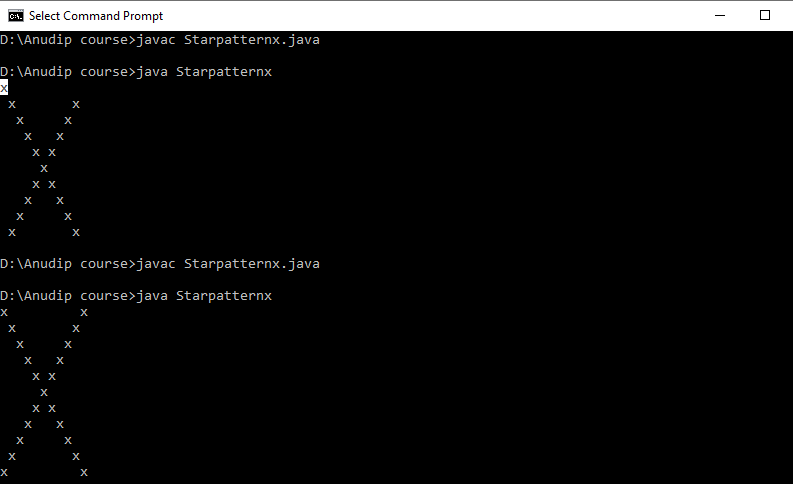 Select Command Prompt
D:\Anudip course>javac Starpatternx.java
D:\Anudip course>java Starpatternx
x
 x       x
  x     x
   x   x
    x x
     x
    x x
   x   x
  x     x
 x       x
D:\Anudip course>javac Starpatternx.java
D:\Anudip course>java Starpatternx
x         x
 x       x
  x     x
   x   x
    x x
     x
    x x
   x   x
  x     x
 x       x
x         x